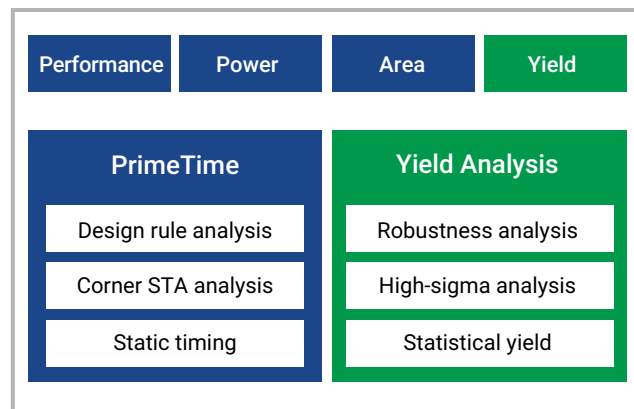 Performance
Power
Area
Yield
PrimeTime
Design rule analysis
Corner STA analysis
Static timing
Yield Analysis
Robustness analysis
High-sigma analysis
Statistical yield